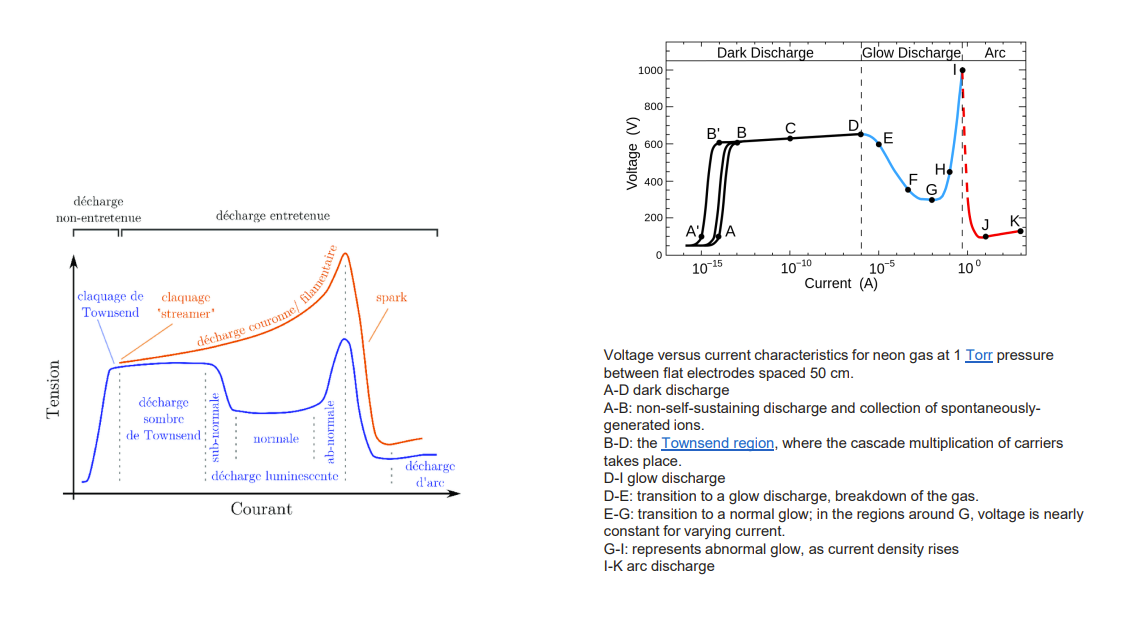 décharge
non-entretenue
décharge entretenue
claquage de
Townsend
claquage
'streamer'
décharge couronne/ filamentaire
spark
Tension
décharge
sombre
de Townsend
sub-normale
normale
ab-normale
décharge luminescente
décharge
d'arc
Courant
Dark Discharge
Glow Discharge
Arc
1000
800
600
400
200
0
Voltage (V)
A'
A
B'
B
C
D
E
F
G
H
I
J
K
10⁻¹⁵
10⁻¹⁰
10⁻⁵
10⁰
Current (A)
Voltage versus current characteristics for neon gas at 1 Torr pressure
between flat electrodes spaced 50 cm.
A-D dark discharge
A-B: non-self-sustaining discharge and collection of spontaneously-
generated ions.
B-D: the Townsend region, where the cascade multiplication of carriers
takes place.
D-I glow discharge
D-E: transition to a glow discharge, breakdown of the gas.
E-G: transition to a normal glow; in the regions around G, voltage is nearly
constant for varying current.
G-I: represents abnormal glow, as current density rises
I-K arc discharge